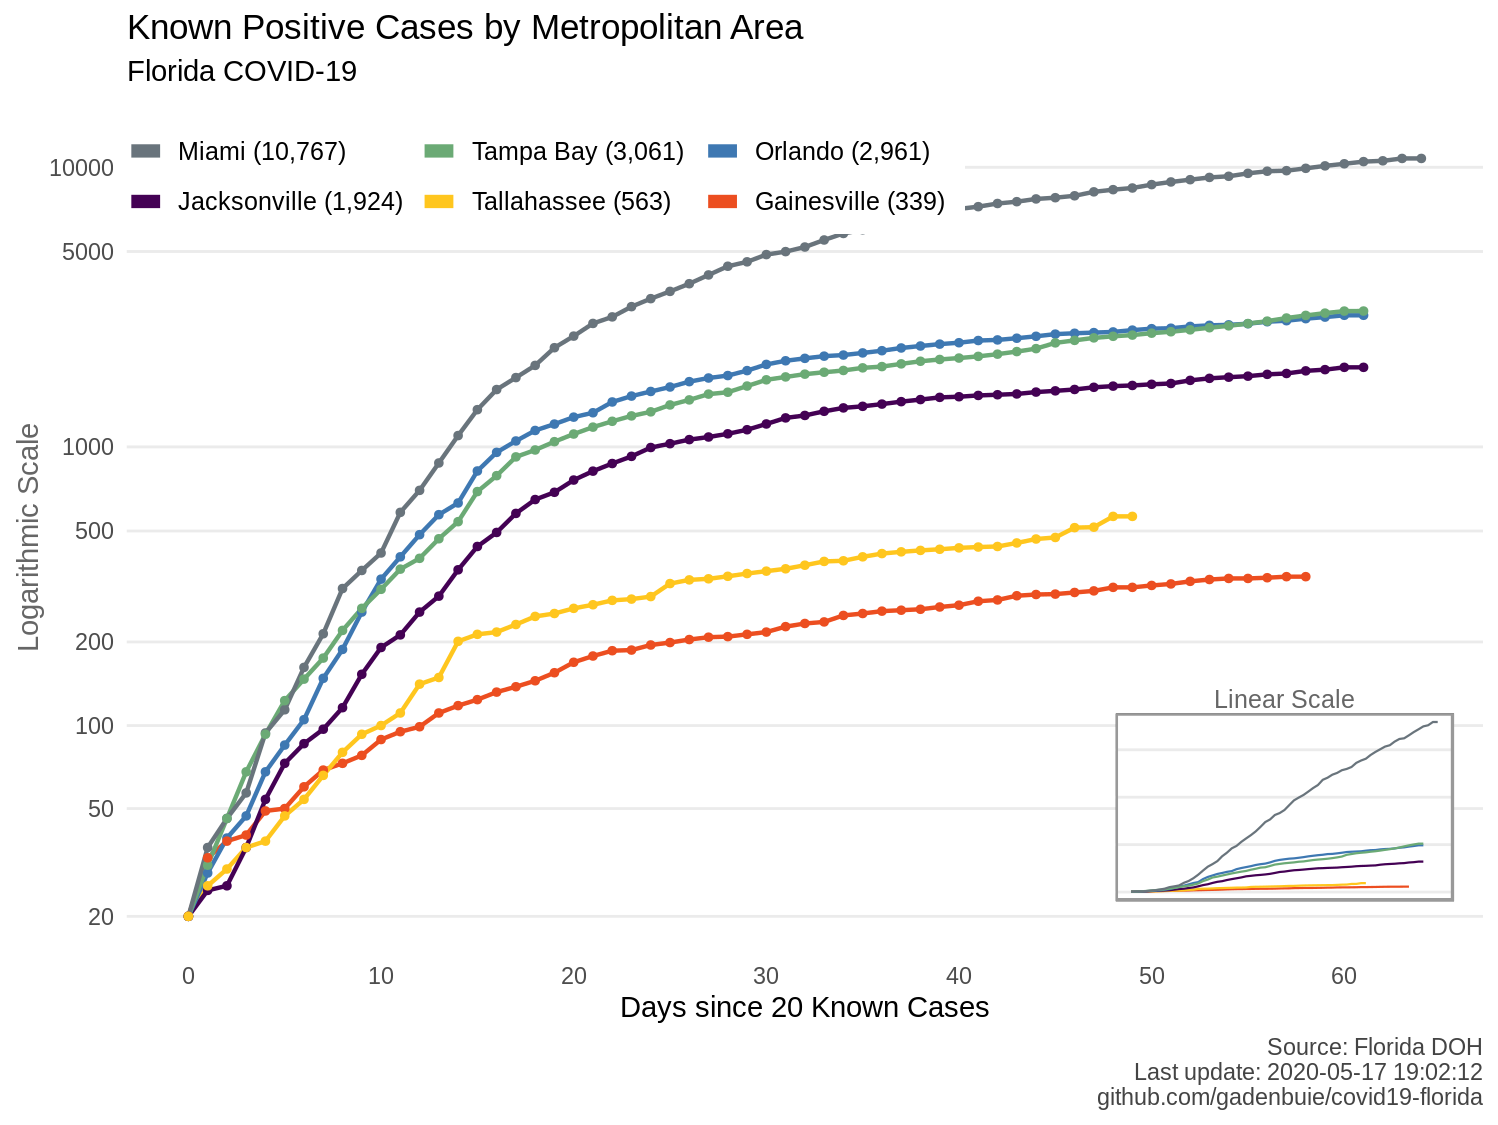 Known Positive Cases by Metropolitan Area
Florida COVID-19
Miami (10,767) Tampa Bay (3,061) Orlando (2,961)
Jacksonville (1,924) Tallahassee (563) Gainesville (339)
10000
5000
1000
500
200
100
50
20
Logarithmic Scale
Linear Scale
0 10 20 30 40 50 60
Days since 20 Known Cases
Source: Florida DOH
Last update: 2020-05-17 19:02:12
github.com/gadenbuie/covid19-florida